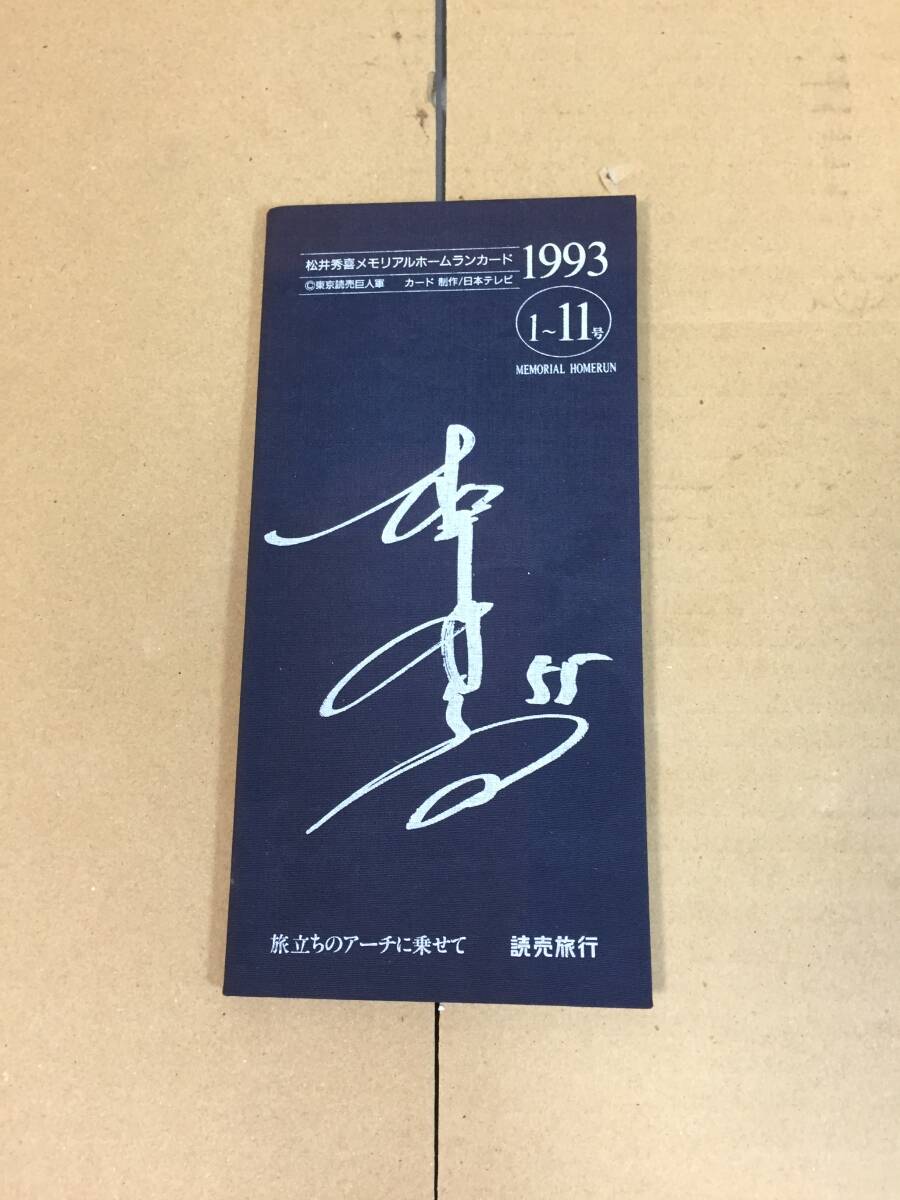 松井秀喜メモリアルホームランカード
1993
©東京読売巨人軍 カード 制作/日本テレビ
1~11号
MEMORIAL HOMERUN
55
旅立ちのアーチに乗せて 読売旅行